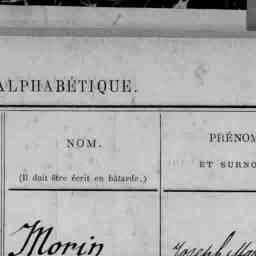 ALPHABÉTIQUE.
NOM.
(Il doit être écrit en bâtarde.)
PRÉNOM
ET SURNO
Morin
Joseph